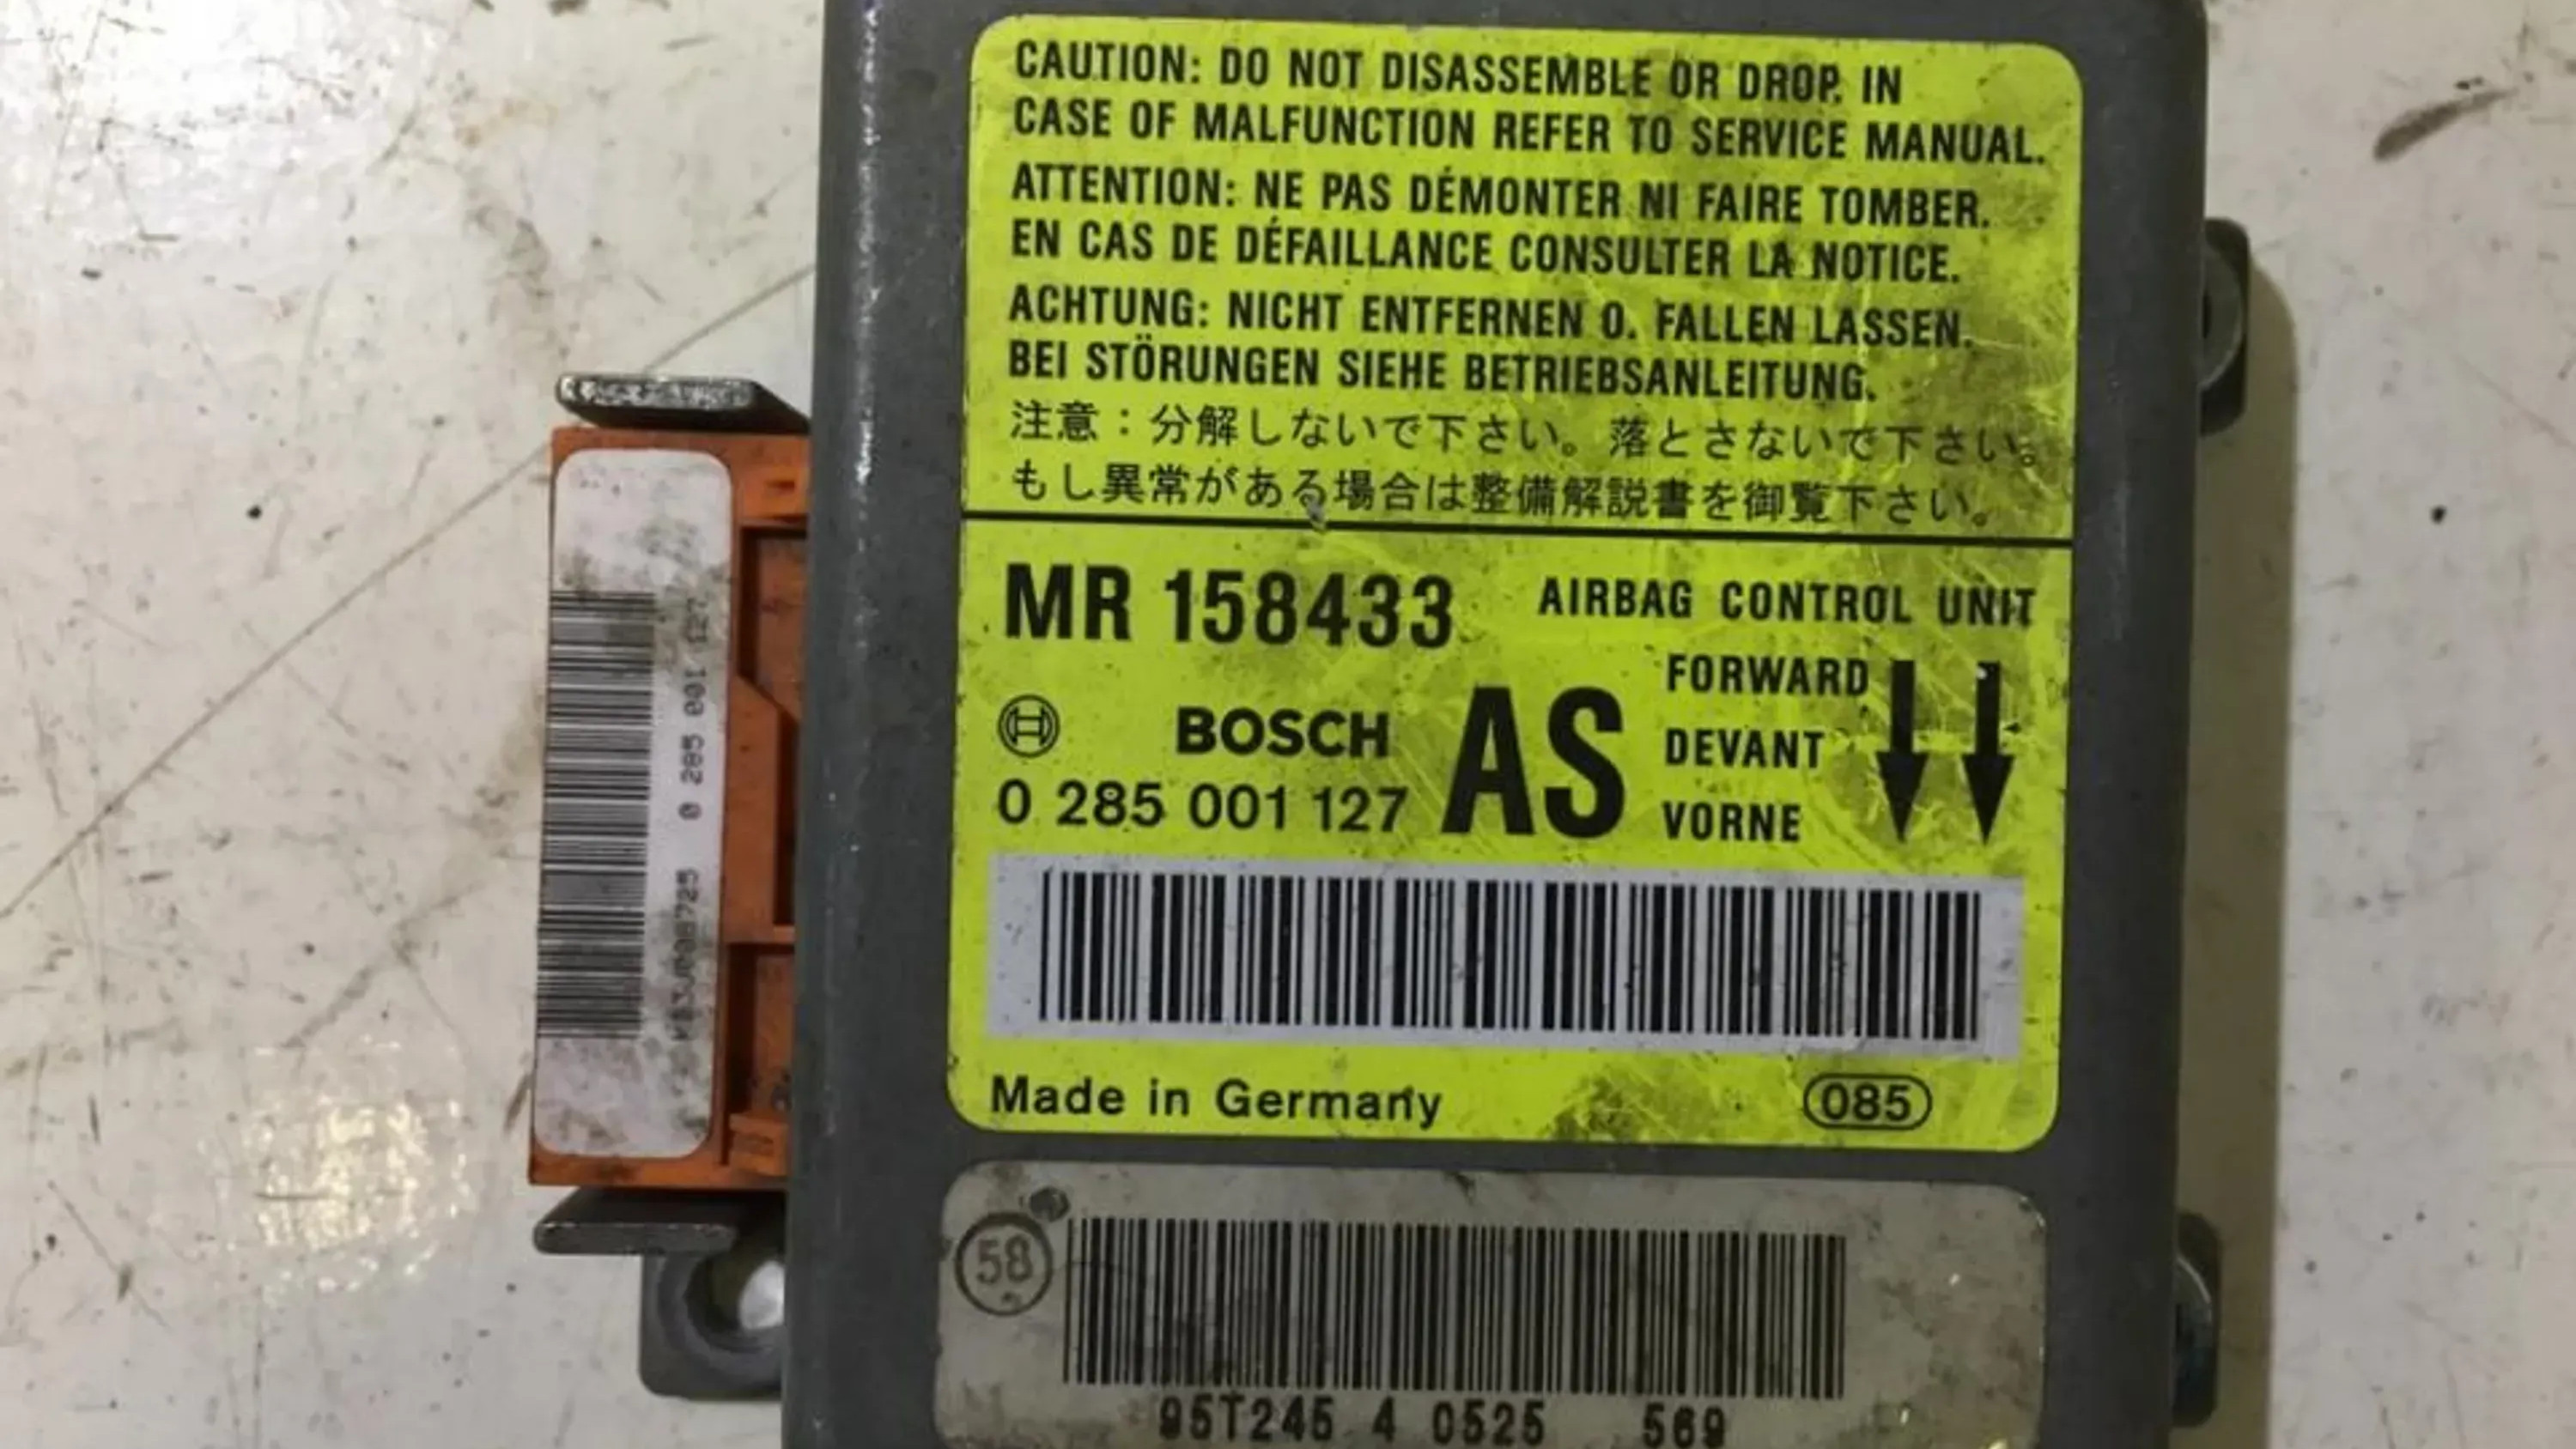 CAUTION: DO NOT DISASSEMBLE OR DROP. IN
CASE OF MALFUNCTION REFER TO SERVICE MANUAL.
ATTENTION: NE PAS DÉMONTER NI FAIRE TOMBER.
EN CAS DE DÉFAILLANCE CONSULTER LA NOTICE.
ACHTUNG: NICHT ENTFERNEN O. FALLEN LASSEN.
BEI STÖRUNGEN SIEHE BETRIEBSANLEITUNG.
注意：分解しないで下さい。落とさないで下さい。
もし異常がある場合は整備解説書を御覧下さい。
MR 158433 AIRBAG CONTROL UNIT
BOSCH AS FORWARD
DEVANT
0 285 001 127 VORNE
Made in Germany 085
58
95T245 4 0525 569
0 285 001 127